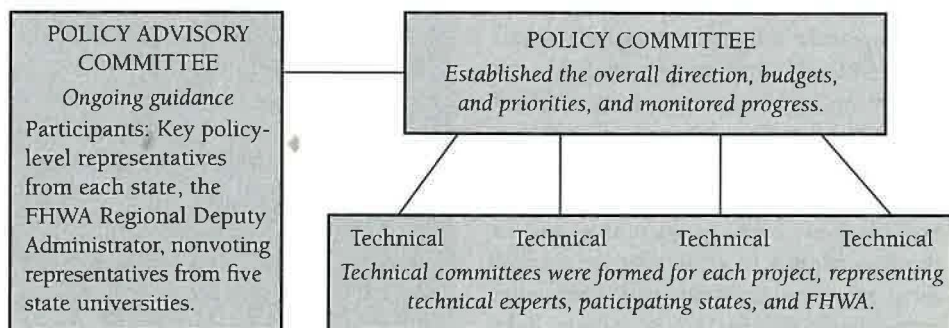 POLICY ADVISORY
COMMITTEE
Ongoing guidance
Participants: Key policy-
level representatives
from each state, the
FHWA Regional Deputy
Administrator, nonvoting
representatives from five
state universities.
POLICY COMMITTEE
Established the overall direction, budgets,
and priorities, and monitored progress.
Technical Technical Technical Technical
Technical committees were formed for each project, representing
technical experts, paticipating states, and FHWA.